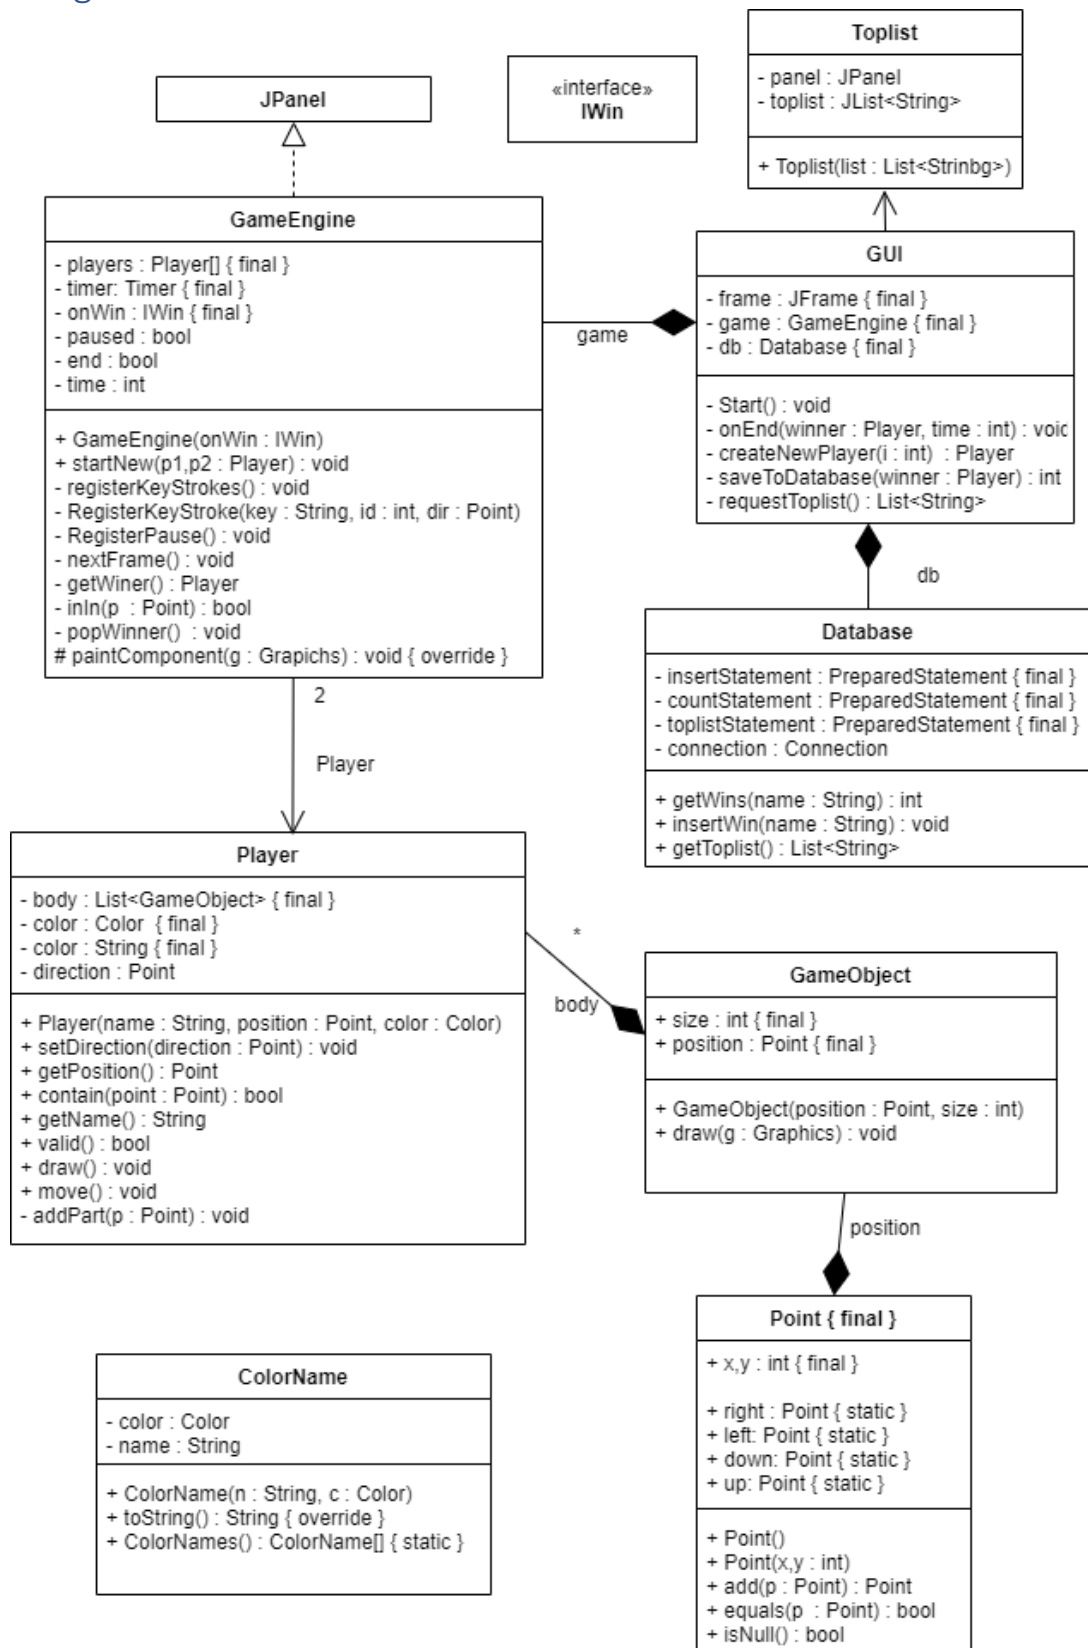 JPanel
«interface»
IWin
Toplist
- panel : JPanel
- toplist : JList<String>
+ Toplist(list : List<Strinbg>)
GameEngine
- players : Player[] { final }
- timer: Timer { final }
- onWin : IWin { final }
- paused : bool
- end : bool
- time : int
+ GameEngine(onWin : IWin)
+ startNew(p1,p2 : Player) : void
- registerKeyStrokes() : void
- RegisterKeyStroke(key : String, id : int, dir : Point)
- RegisterPause() : void
- nextFrame() : void
- getWiner() : Player
- inIn(p : Point) : bool
- popWinner() : void
# paintComponent(g : Grapichs) : void { override }
game
GUI
- frame : JFrame { final }
- game : GameEngine { final }
- db : Database { final }
- Start() : void
- onEnd(winner : Player, time : int) : void
- createNewPlayer(i : int) : Player
- saveToDatabase(winner : Player) : int
- requestToplist() : List<String>
db
2
Player
Database
- insertStatement : PreparedStatement { final }
- countStatement : PreparedStatement { final }
- toplistStatement : PreparedStatement { final }
- connection : Connection
+ getWins(name : String) : int
+ insertWin(name : String) : void
+ getToplist() : List<String>
Player
- body : List<GameObject> { final }
- color : Color { final }
- color : String { final }
- direction : Point
+ Player(name : String, position : Point, color : Color)
+ setDirection(direction : Point) : void
+ getPosition() : Point
+ contain(point : Point) : bool
+ getName() : String
+ valid() : bool
+ draw() : void
+ move() : void
- addPart(p : Point) : void
*
body
GameObject
+ size : int { final }
+ position : Point { final }
+ GameObject(position : Point, size : int)
+ draw(g : Graphics) : void
position
ColorName
- color : Color
- name : String
+ ColorName(n : String, c : Color)
+ toString() : String { override }
+ ColorNames() : ColorName[] { static }
Point { final }
+ x,y : int { final }
+ right : Point { static }
+ left: Point { static }
+ down: Point { static }
+ up: Point { static }
+ Point()
+ Point(x,y : int)
+ add(p : Point) : Point
+ equals(p : Point) : bool
+ isNull() : bool